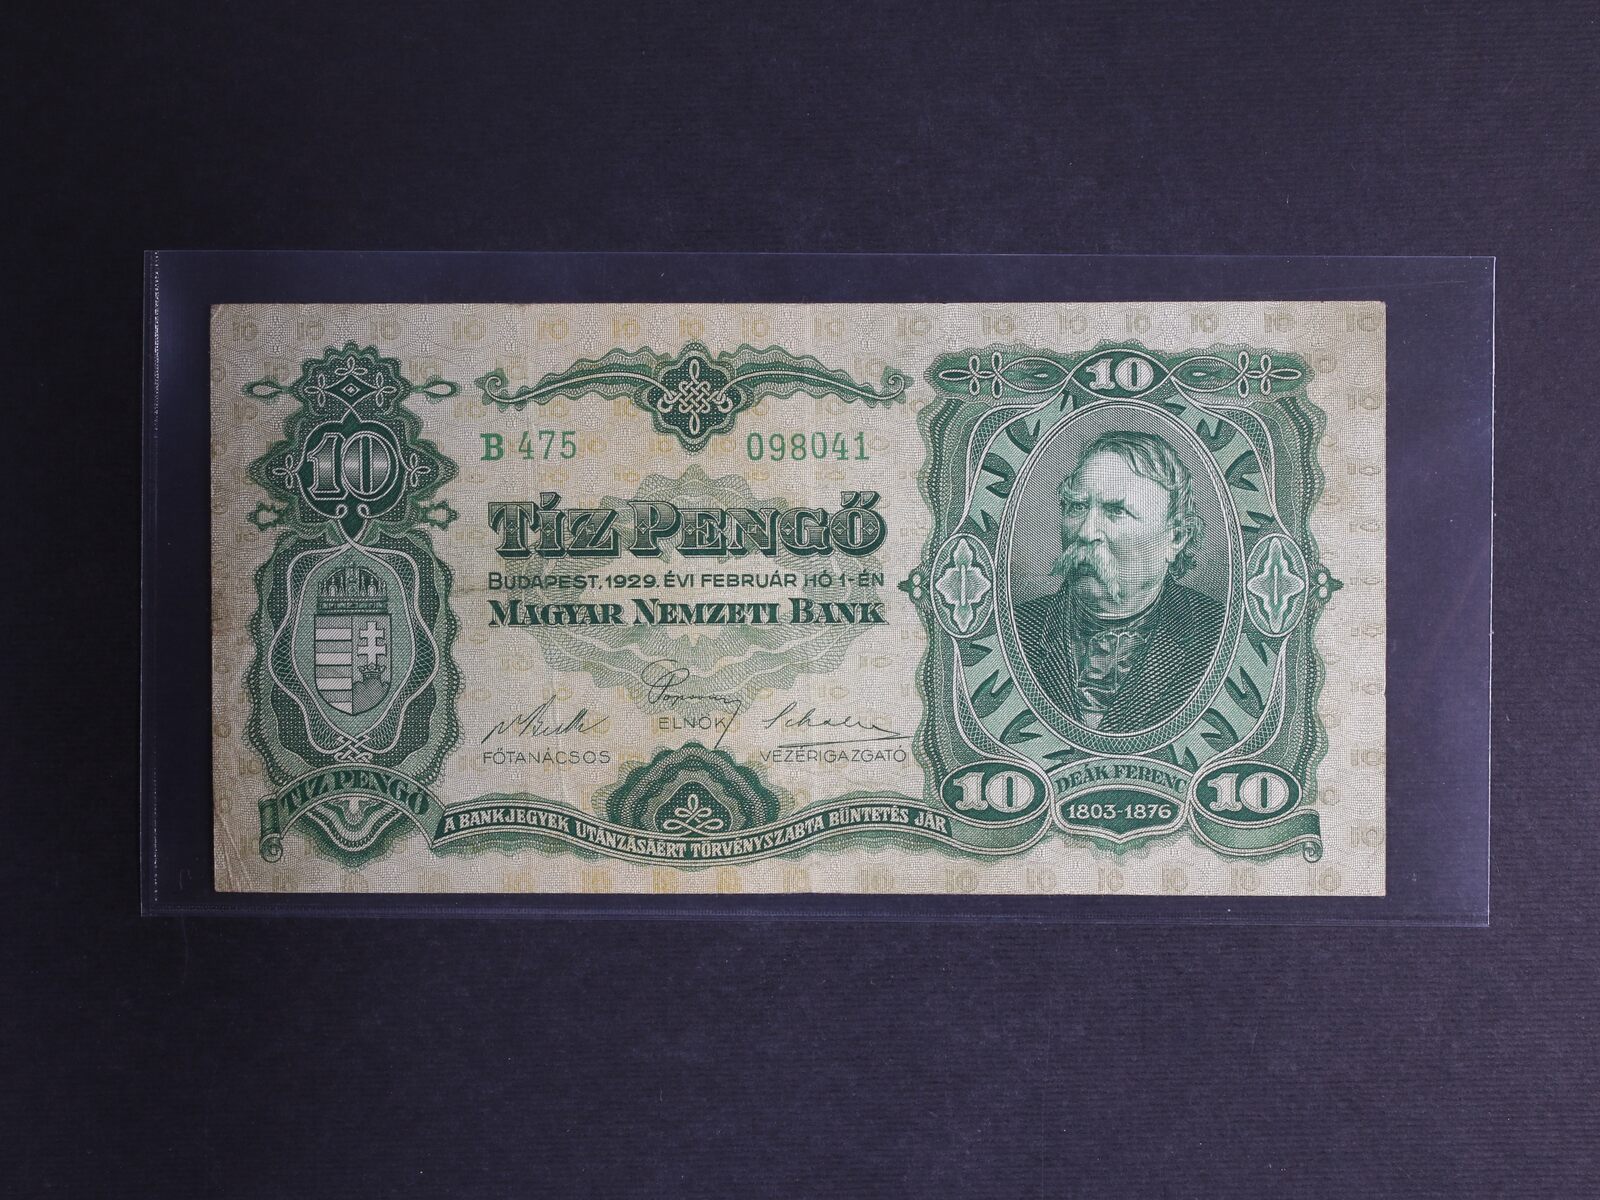 10
10
B 475 098041
TÍZ PENGŐ
BUDAPEST, 1929. ÉVI FEBRUÁR HÓ 1-ÉN
MAGYAR NEMZETI BANK
ELNÖK
FŐTANÁCSOS
VEZÉRIGAZGATÓ
TIZ PENGŐ
A BANKJEGYEK UTÁNZÁSÁÉRT TÖRVÉNYSZABTA BÜNTETÉS JÁR
10 DEÁK FERENC 10
1803-1876